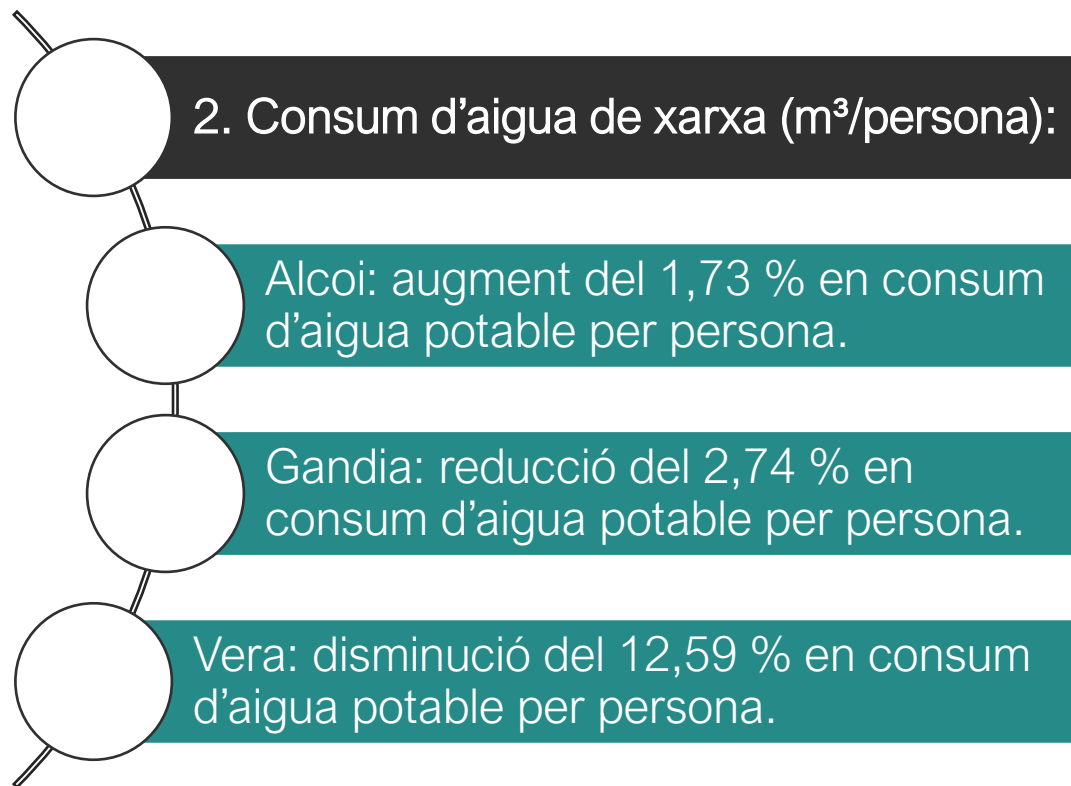 2. Consum d’aigua de xarxa (m³/persona):
Alcoi: augment del 1,73 % en consum
d’aigua potable per persona.
Gandia: reducció del 2,74 % en
consum d’aigua potable per persona.
Vera: disminució del 12,59 % en consum
d’aigua potable per persona.